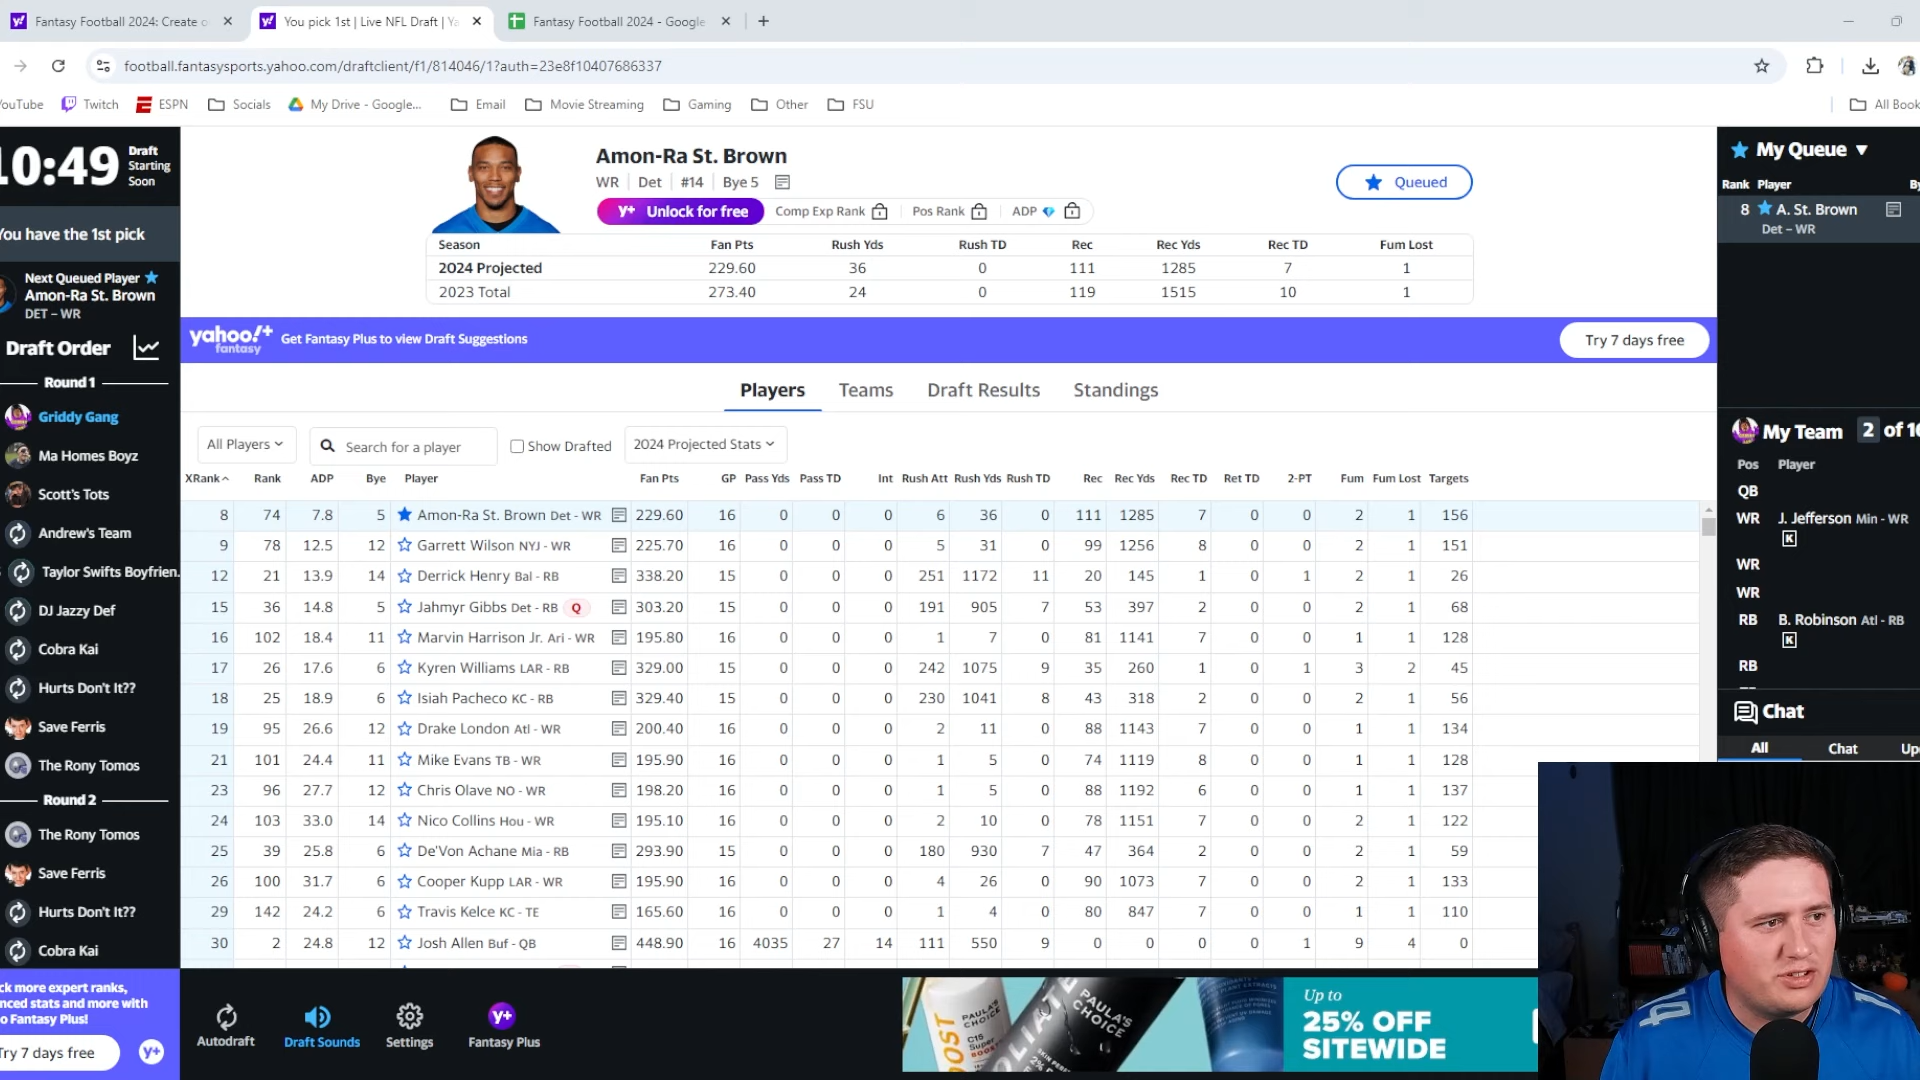 Fantasy Football 2024: Create o
You pick 1st | Live NFL Draft | Ya
Fantasy Football 2024 - Google
football.fantasysports.yahoo.com/draftclient/f1/814046/1?auth=23e8f10407686337
YouTube Twitch ESPN Socials My Drive - Google... Email Movie Streaming Gaming Other FSU All Book
10:49 Draft Starting Soon
You have the 1st pick
Next Queued Player
Amon-Ra St. Brown
DET – WR
Draft Order
Round 1
Griddy Gang
Ma Homes Boyz
Scott's Tots
Andrew's Team
Taylor Swifts Boyfrien.
DJ Jazzy Def
Cobra Kai
Hurts Don't It??
Save Ferris
The Rony Tomos
Round 2
The Rony Tomos
Save Ferris
Hurts Don't It??
Cobra Kai
ck more expert ranks,
nced stats and more with
o Fantasy Plus!
Try 7 days free y+
Amon-Ra St. Brown
WR | Det | #14 | Bye 5
Queued
y+ Unlock for free Comp Exp Rank | Pos Rank | ADP
Season Fan Pts Rush Yds Rush TD Rec Rec Yds Rec TD Fum Lost
2024 Projected 229.60 36 0 111 1285 7 1
2023 Total 273.40 24 0 119 1515 10 1
yahoo!+ fantasy Get Fantasy Plus to view Draft Suggestions Try 7 days free
Players Teams Draft Results Standings
All Players Search for a player Show Drafted 2024 Projected Stats
XRank Rank ADP Bye Player Fan Pts GP Pass Yds Pass TD Int Rush Att Rush Yds Rush TD Rec Rec Yds Rec TD Ret TD 2-PT Fum Fum Lost Targets
8 74 7.8 5 Amon-Ra St. Brown Det - WR 229.60 16 0 0 0 6 36 0 111 1285 7 0 0 2 1 156
9 78 12.5 12 Garrett Wilson NYJ - WR 225.70 16 0 0 0 5 31 0 99 1256 8 0 0 2 1 151
12 21 13.9 14 Derrick Henry Bal - RB 338.20 15 0 0 0 251 1172 11 20 145 1 0 1 2 1 26
15 36 14.8 5 Jahmyr Gibbs Det - RB Q 303.20 15 0 0 0 191 905 7 53 397 2 0 0 2 1 68
16 102 18.4 11 Marvin Harrison Jr. Ari - WR 195.80 16 0 0 0 1 7 0 81 1141 7 0 0 1 1 128
17 26 17.6 6 Kyren Williams LAR - RB 329.00 15 0 0 0 242 1075 9 35 260 1 0 1 3 2 45
18 25 18.9 6 Isiah Pacheco KC - RB 329.40 15 0 0 0 230 1041 8 43 318 2 0 0 2 1 56
19 95 26.6 12 Drake London Atl - WR 200.40 16 0 0 0 2 11 0 88 1143 7 0 0 1 1 134
21 101 24.4 11 Mike Evans TB - WR 195.90 16 0 0 0 1 5 0 74 1119 8 0 0 1 1 128
23 96 27.7 12 Chris Olave NO - WR 198.20 16 0 0 0 1 5 0 88 1192 6 0 0 1 1 137
24 103 33.0 14 Nico Collins Hou - WR 195.10 16 0 0 0 2 10 0 78 1151 7 0 0 1 1 122
25 39 25.8 6 De'Von Achane Mia - RB 293.90 15 0 0 0 180 930 7 47 364 2 0 0 2 1 59
26 100 31.7 6 Cooper Kupp LAR - WR 195.90 16 0 0 0 4 26 0 90 1073 7 0 0 2 1 133
29 142 24.2 6 Travis Kelce KC - TE 165.60 16 0 0 0 1 4 0 80 847 7 0 0 1 1 110
30 2 24.8 12 Josh Allen Buf - QB 448.90 16 4035 27 14 111 550 9 0 0 0 0 1 9 4 0
Autodraft Draft Sounds Settings y+ Fantasy Plus
PAULA'S CHOICE
BOOST
C15
PAULA'S CHOICE
Up to
25% OFF
SITEWIDE
My Queue
Rank Player By
8 A. St. Brown
Det – WR
My Team 2 of 16
Pos Player
QB
WR J. Jefferson Min - WR
K
WR
WR
RB B. Robinson Atl - RB
K
RB
Chat
All Chat Up
14 1